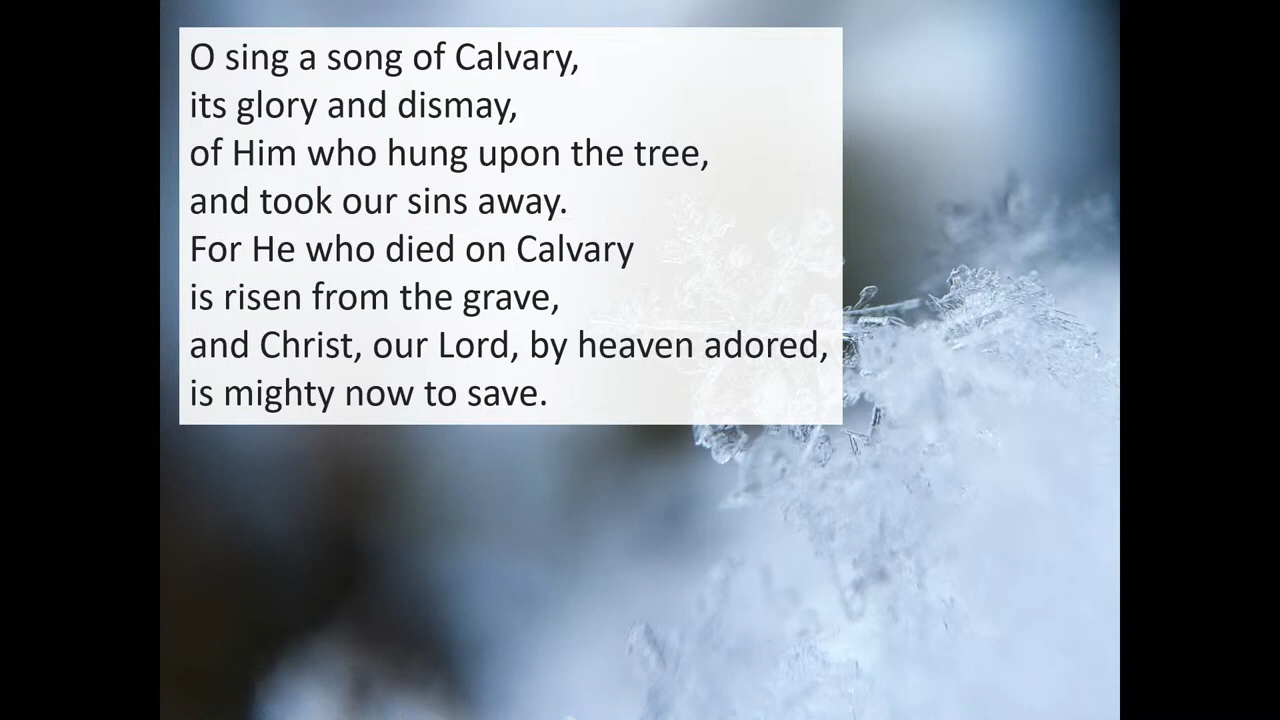 O sing a song of Calvary,
its glory and dismay,
of Him who hung upon the tree,
and took our sins away.
For He who died on Calvary
is risen from the grave,
and Christ, our Lord, by heaven adored,
is mighty now to save.